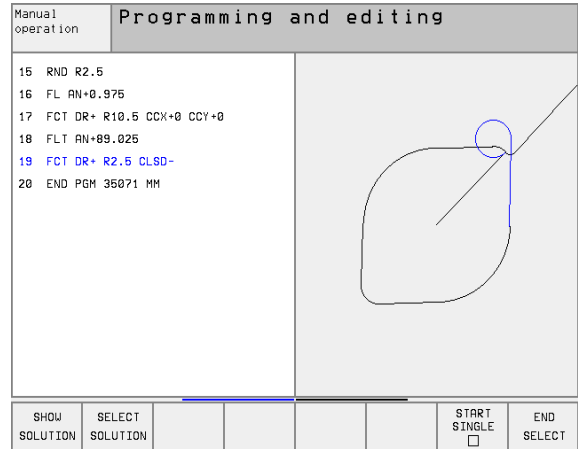 Manual
operation
Programming and editing
15 RND R2.5
16 FL AN+0.975
17 FCT DR+ R10.5 CCX+0 CCY+0
18 FLT AN+89.025
19 FCT DR+ R2.5 CLSD-
20 END PGM 35071 MM
SHOW
SOLUTION
SELECT
SOLUTION
START
SINGLE
END
SELECT